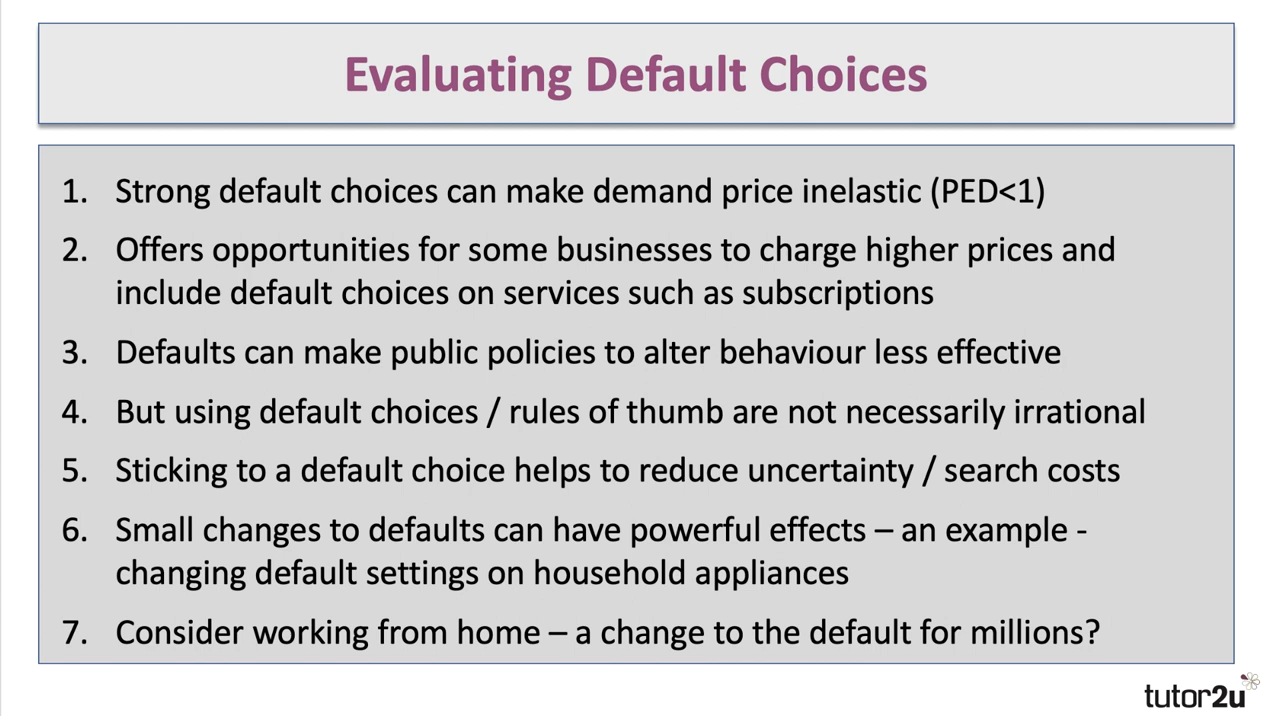 Evaluating Default Choices
1. Strong default choices can make demand price inelastic (PED<1)
2. Offers opportunities for some businesses to charge higher prices and
include default choices on services such as subscriptions
3. Defaults can make public policies to alter behaviour less effective
4. But using default choices / rules of thumb are not necessarily irrational
5. Sticking to a default choice helps to reduce uncertainty / search costs
6. Small changes to defaults can have powerful effects – an example -
changing default settings on household appliances
7. Consider working from home – a change to the default for millions?
tutor2u